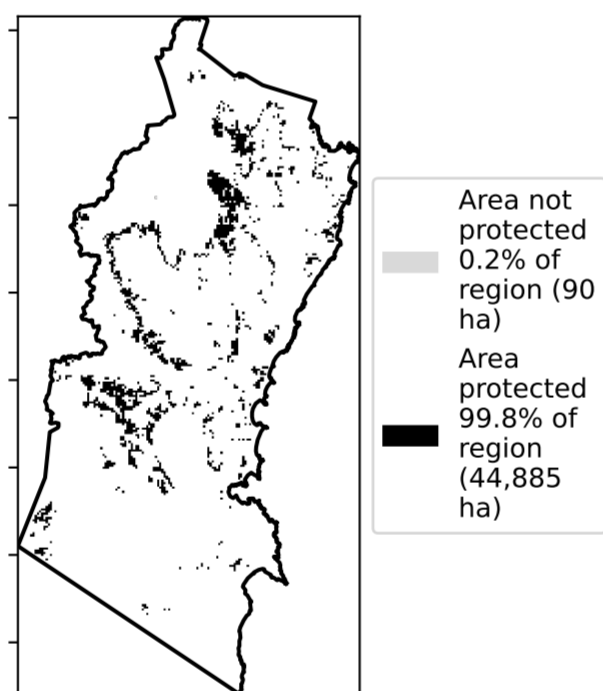 Area not
protected
0.2% of
region (90
ha)
Area
protected
99.8% of
region
(44,885
ha)